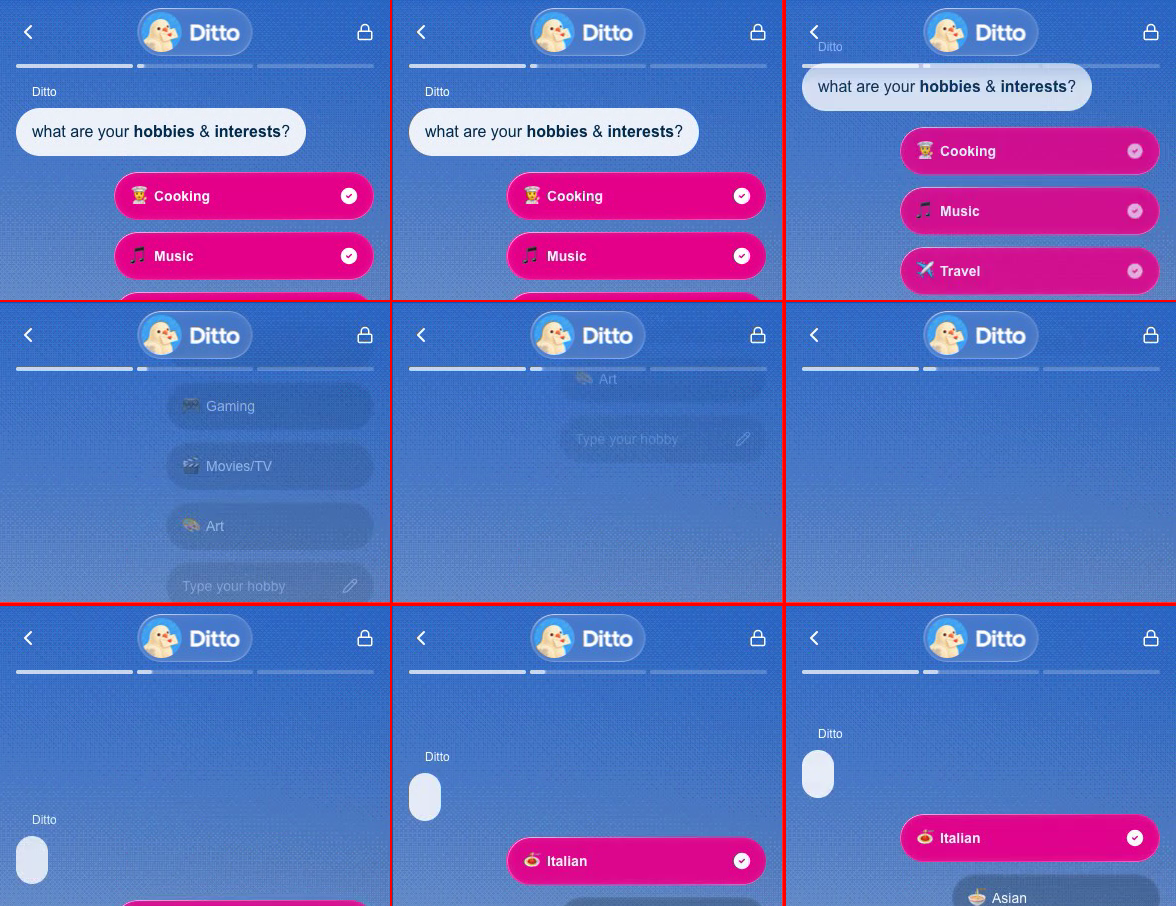 Ditto
Ditto
what are your hobbies & interests?
Cooking
Music
Ditto
Ditto
what are your hobbies & interests?
Cooking
Music
Ditto
Ditto
what are your hobbies & interests?
Cooking
Music
Travel
Ditto
Gaming
Movies/TV
Art
Type your hobby
Ditto
Art
Type your hobby
Ditto
Ditto
Ditto
Ditto
Ditto
Italian
Ditto
Ditto
Italian
Asian